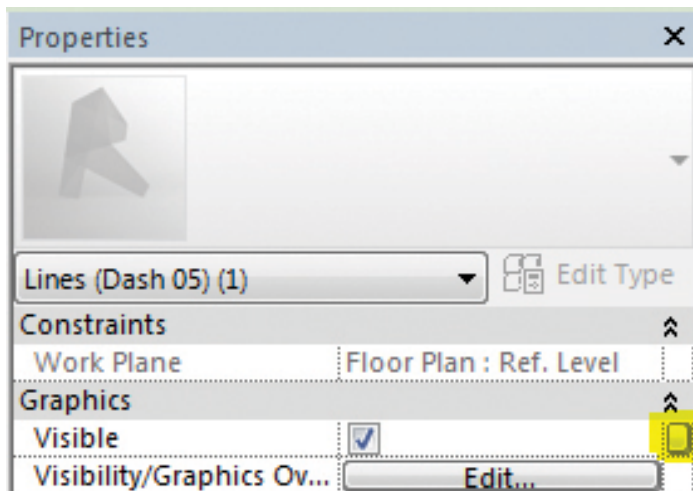 Properties
Lines (Dash 05) (1) Edit Type
Constraints
Work Plane Floor Plan : Ref. Level
Graphics
Visible
Visibility/Graphics Ov... Edit...